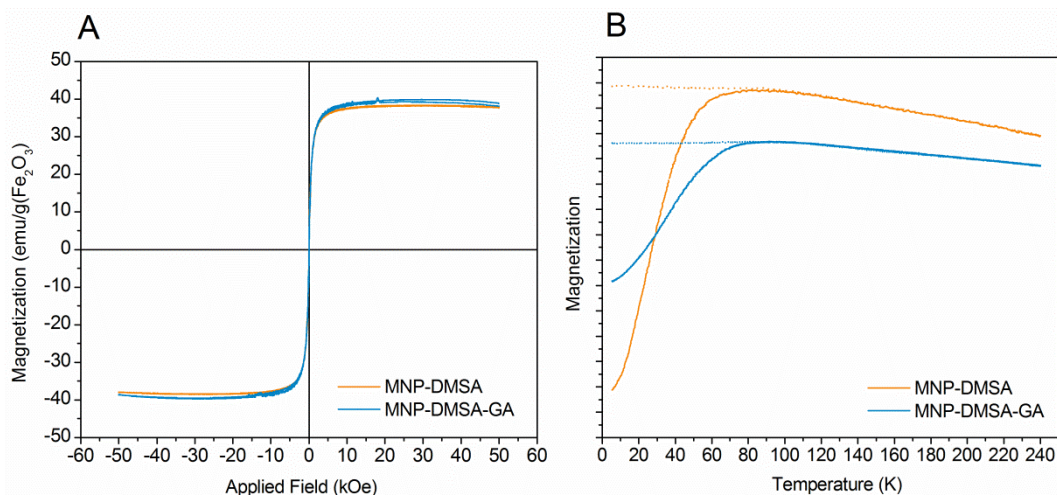 A
Magnetization (emu/g(Fe₂O₃)
50
40
30
20
10
0
-10
-20
-30
-40
-50
MNP-DMSA
MNP-DMSA-GA
-60 -50 -40 -30 -20 -10 0 10 20 30 40 50 60
Applied Field (kOe)
B
Magnetization
MNP-DMSA
MNP-DMSA-GA
0 20 40 60 80 100 120 140 160 180 200 220 240
Temperature (K)